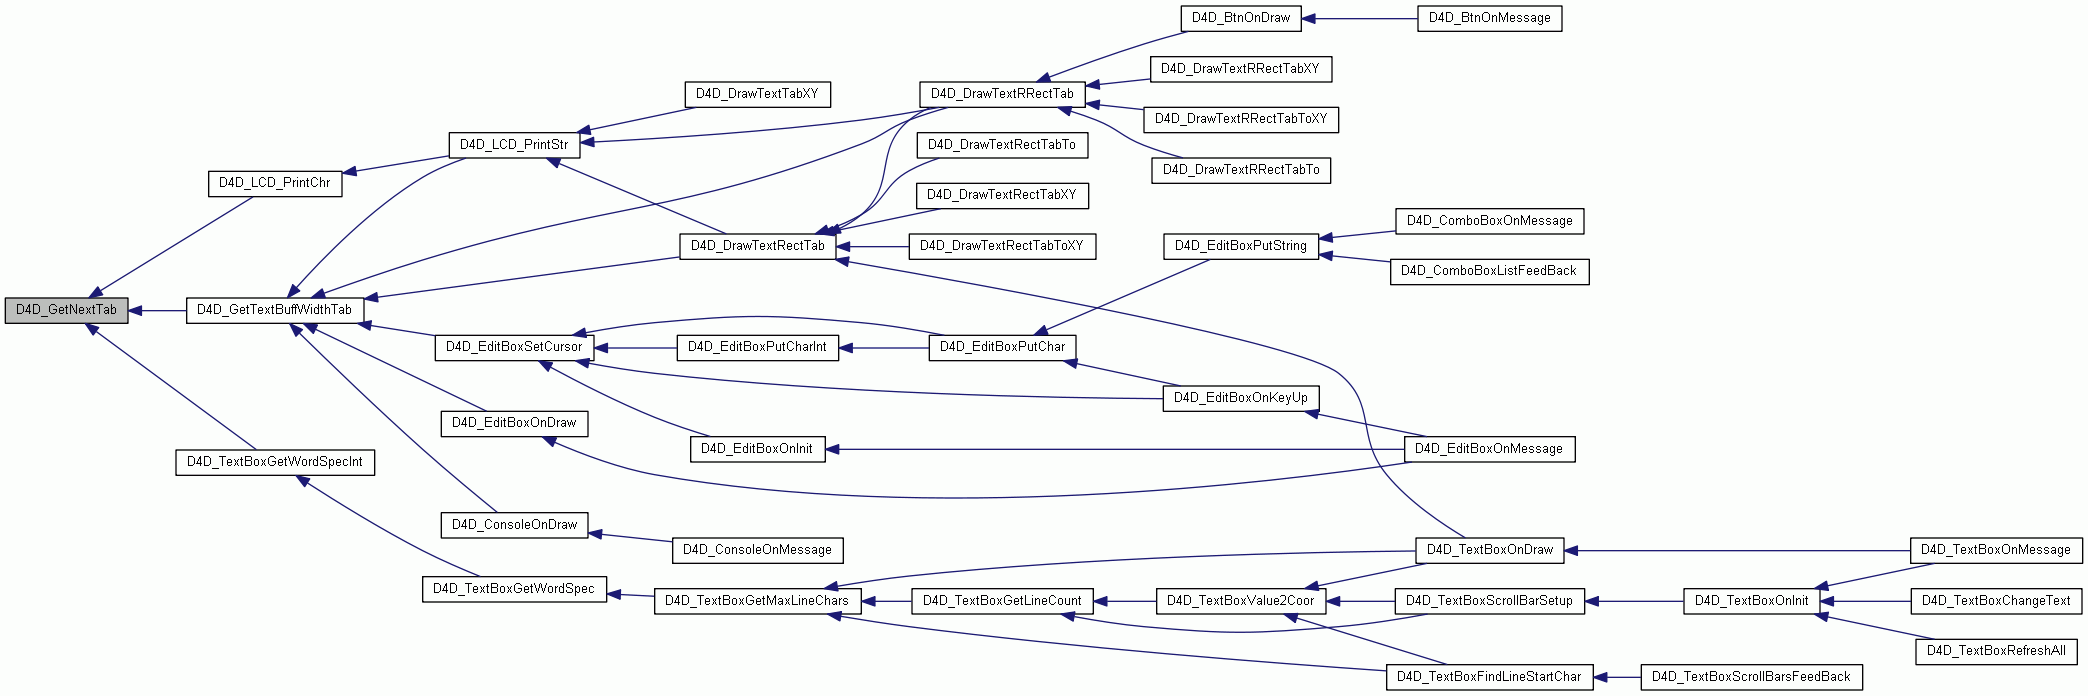 D4D_BtnOnDraw
D4D_BtnOnMessage
D4D_DrawTextRRectTabXY
D4D_DrawTextTabXY
D4D_DrawTextRRectTab
D4D_DrawTextRRectTabToXY
D4D_LCD_PrintStr
D4D_DrawTextRectTabTo
D4D_DrawTextRRectTabTo
D4D_LCD_PrintChr
D4D_DrawTextRectTabXY
D4D_ComboBoxOnMessage
D4D_DrawTextRectTab
D4D_DrawTextRectTabToXY
D4D_EditBoxPutString
D4D_ComboBoxListFeedBack
D4D_GetNextTab
D4D_GetTextBuffWidthTab
D4D_EditBoxSetCursor
D4D_EditBoxPutCharInt
D4D_EditBoxPutChar
D4D_EditBoxOnKeyUp
D4D_EditBoxOnDraw
D4D_EditBoxOnInit
D4D_EditBoxOnMessage
D4D_TextBoxGetWordSpecInt
D4D_ConsoleOnDraw
D4D_ConsoleOnMessage
D4D_TextBoxOnDraw
D4D_TextBoxOnMessage
D4D_TextBoxGetWordSpec
D4D_TextBoxGetMaxLineChars
D4D_TextBoxGetLineCount
D4D_TextBoxValue2Coor
D4D_TextBoxScrollBarSetup
D4D_TextBoxOnInit
D4D_TextBoxChangeText
D4D_TextBoxRefreshAll
D4D_TextBoxFindLineStartChar
D4D_TextBoxScrollBarsFeedBack